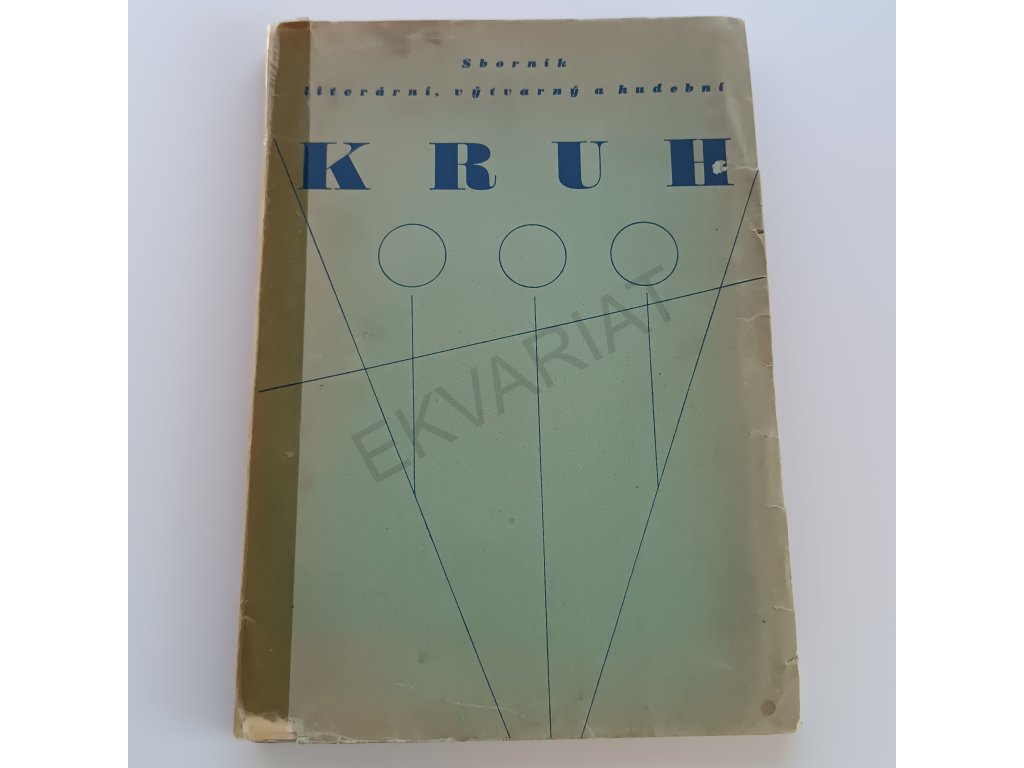 Sborník
literární, výtvarný a hudební
KRUH
EKVARIAT